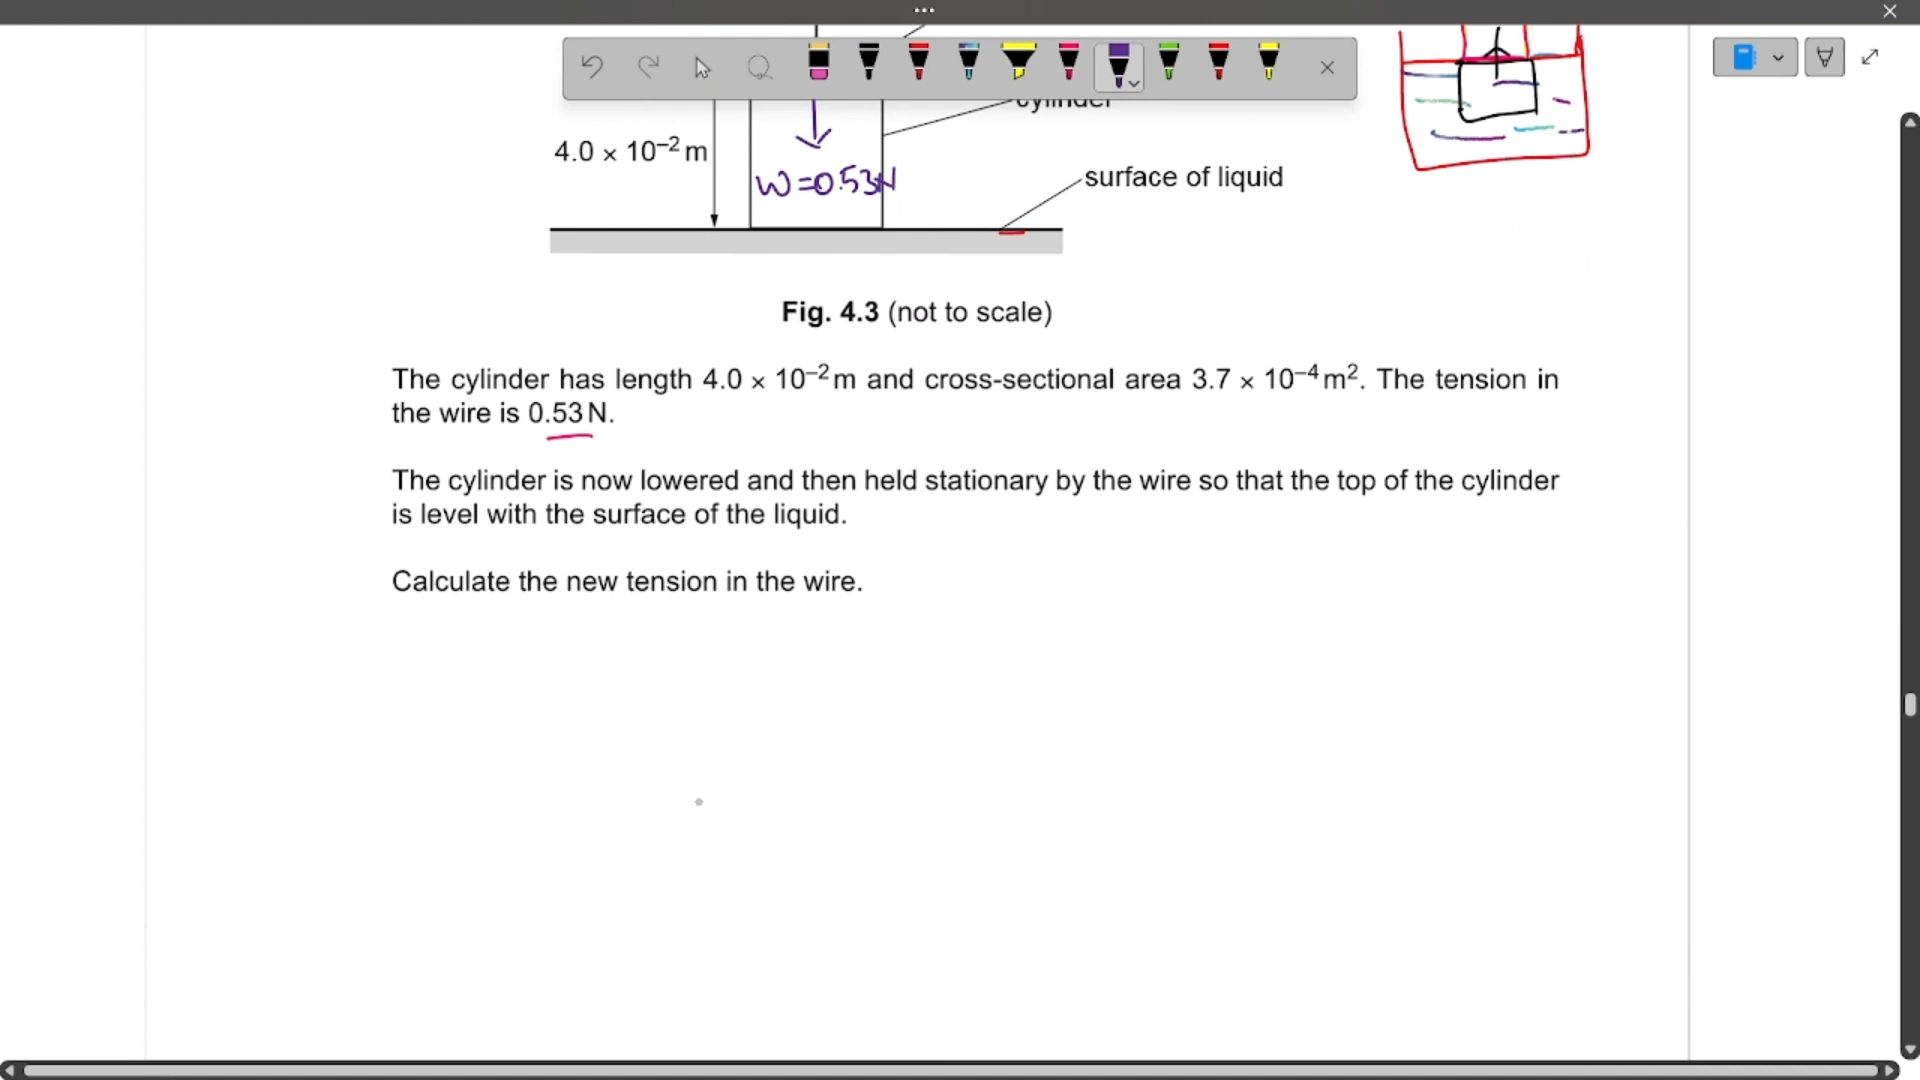 cylinder
4.0 × 10⁻² m
W=0.53N
surface of liquid
Fig. 4.3 (not to scale)
The cylinder has length 4.0 × 10⁻² m and cross-sectional area 3.7 × 10⁻⁴ m². The tension in
the wire is 0.53 N.
The cylinder is now lowered and then held stationary by the wire so that the top of the cylinder
is level with the surface of the liquid.
Calculate the new tension in the wire.